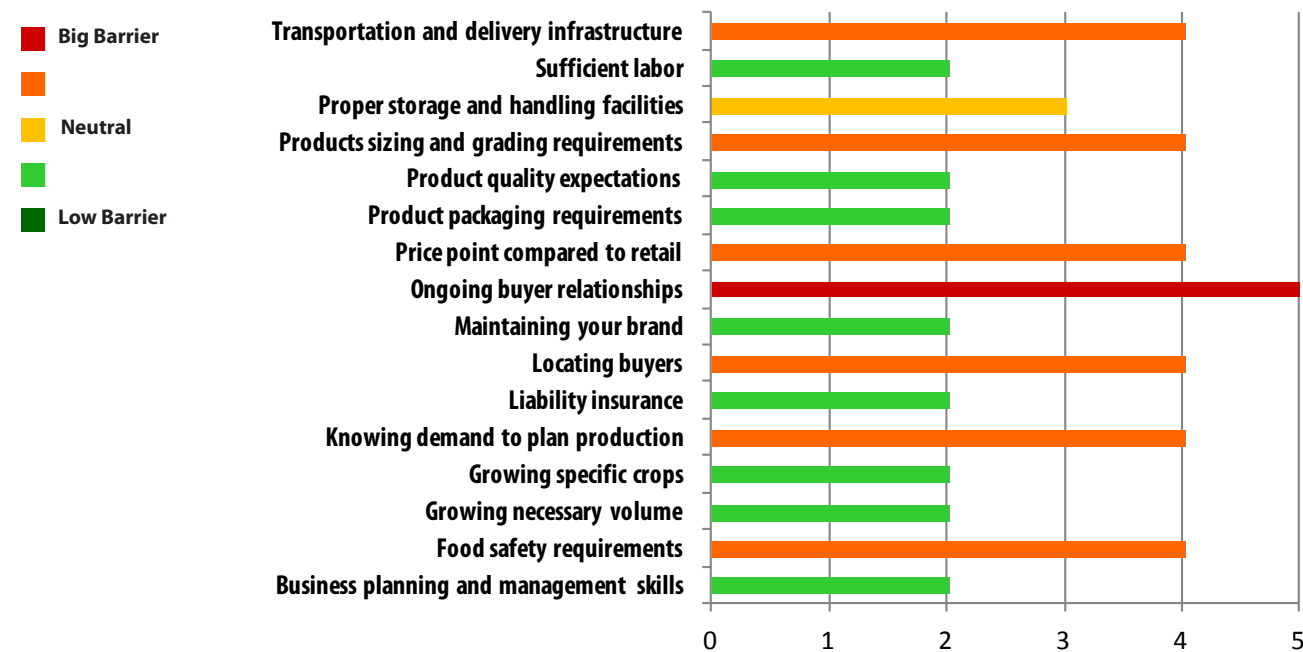 Big Barrier
Neutral
Low Barrier
Transportation and delivery infrastructure
Sufficient labor
Proper storage and handling facilities
Products sizing and grading requirements
Product quality expectations
Product packaging requirements
Price point compared to retail
Ongoing buyer relationships
Maintaining your brand
Locating buyers
Liability insurance
Knowing demand to plan production
Growing specific crops
Growing necessary volume
Food safety requirements
Business planning and management skills
0 1 2 3 4 5